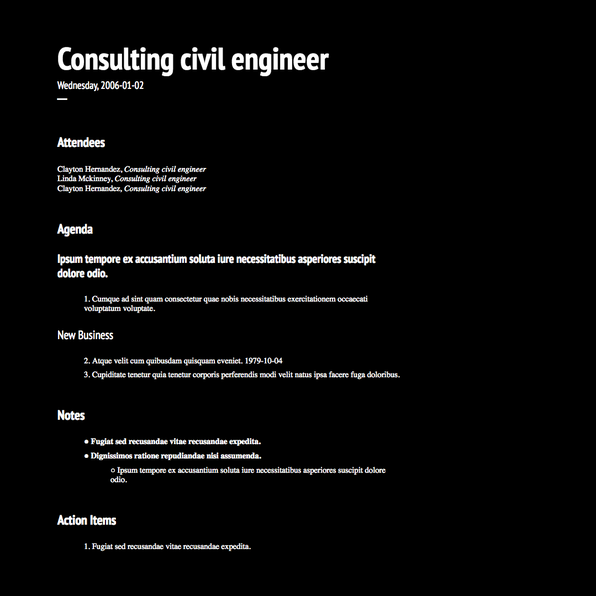 Consulting civil engineer
Wednesday, 2006-01-02
Attendees
Clayton Hernandez, Consulting civil engineer
Linda Mckinney, Consulting civil engineer
Clayton Hernandez, Consulting civil engineer
Agenda
Ipsum tempore ex accusantium soluta iure necessitatibus asperiores suscipit
dolore odio.
1. Cumque ad sint quam consectetur quae nobis necessitatibus exercitationem occaecati
voluptatum voluptate.
New Business
2. Atque velit cum quibusdam quisquam eveniet. 1979-10-04
3. Cupiditate tenetur quia tenetur corporis perferendis modi velit natus ipsa facere fuga doloribus.
Notes
● Fugiat sed recusandae vitae recusandae expedita.
● Dignissimos ratione repudiandae nisi assumenda.
○ Ipsum tempore ex accusantium soluta iure necessitatibus asperiores suscipit dolore
odio.
Action Items
1. Fugiat sed recusandae vitae recusandae expedita.